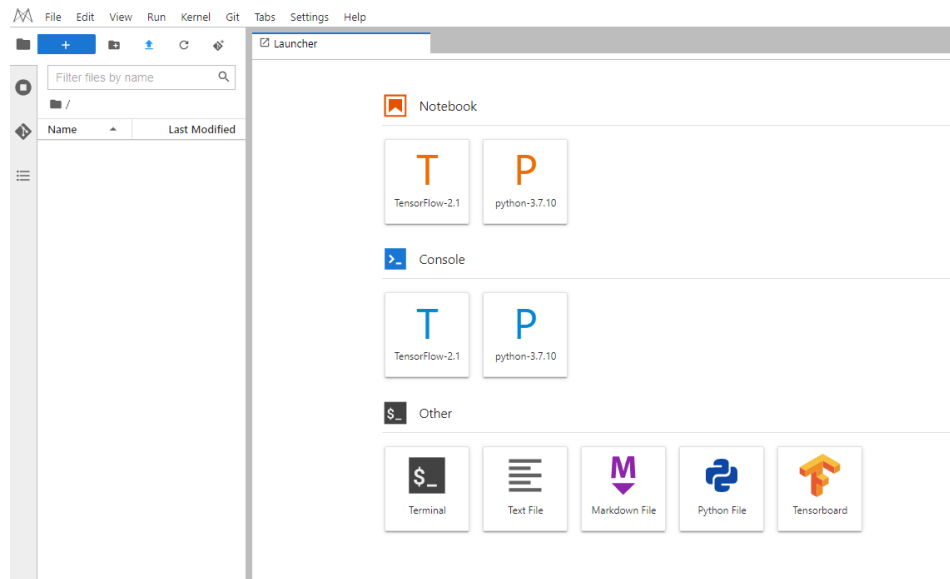 File Edit View Run Kernel Git Tabs Settings Help
+
Launcher
Filter files by name
/
Name Last Modified
Notebook
T P
TensorFlow-2.1 python-3.7.10
>_ Console
T P
TensorFlow-2.1 python-3.7.10
$_ Other
$_ M
Terminal Text File Markdown File Python File Tensorboard